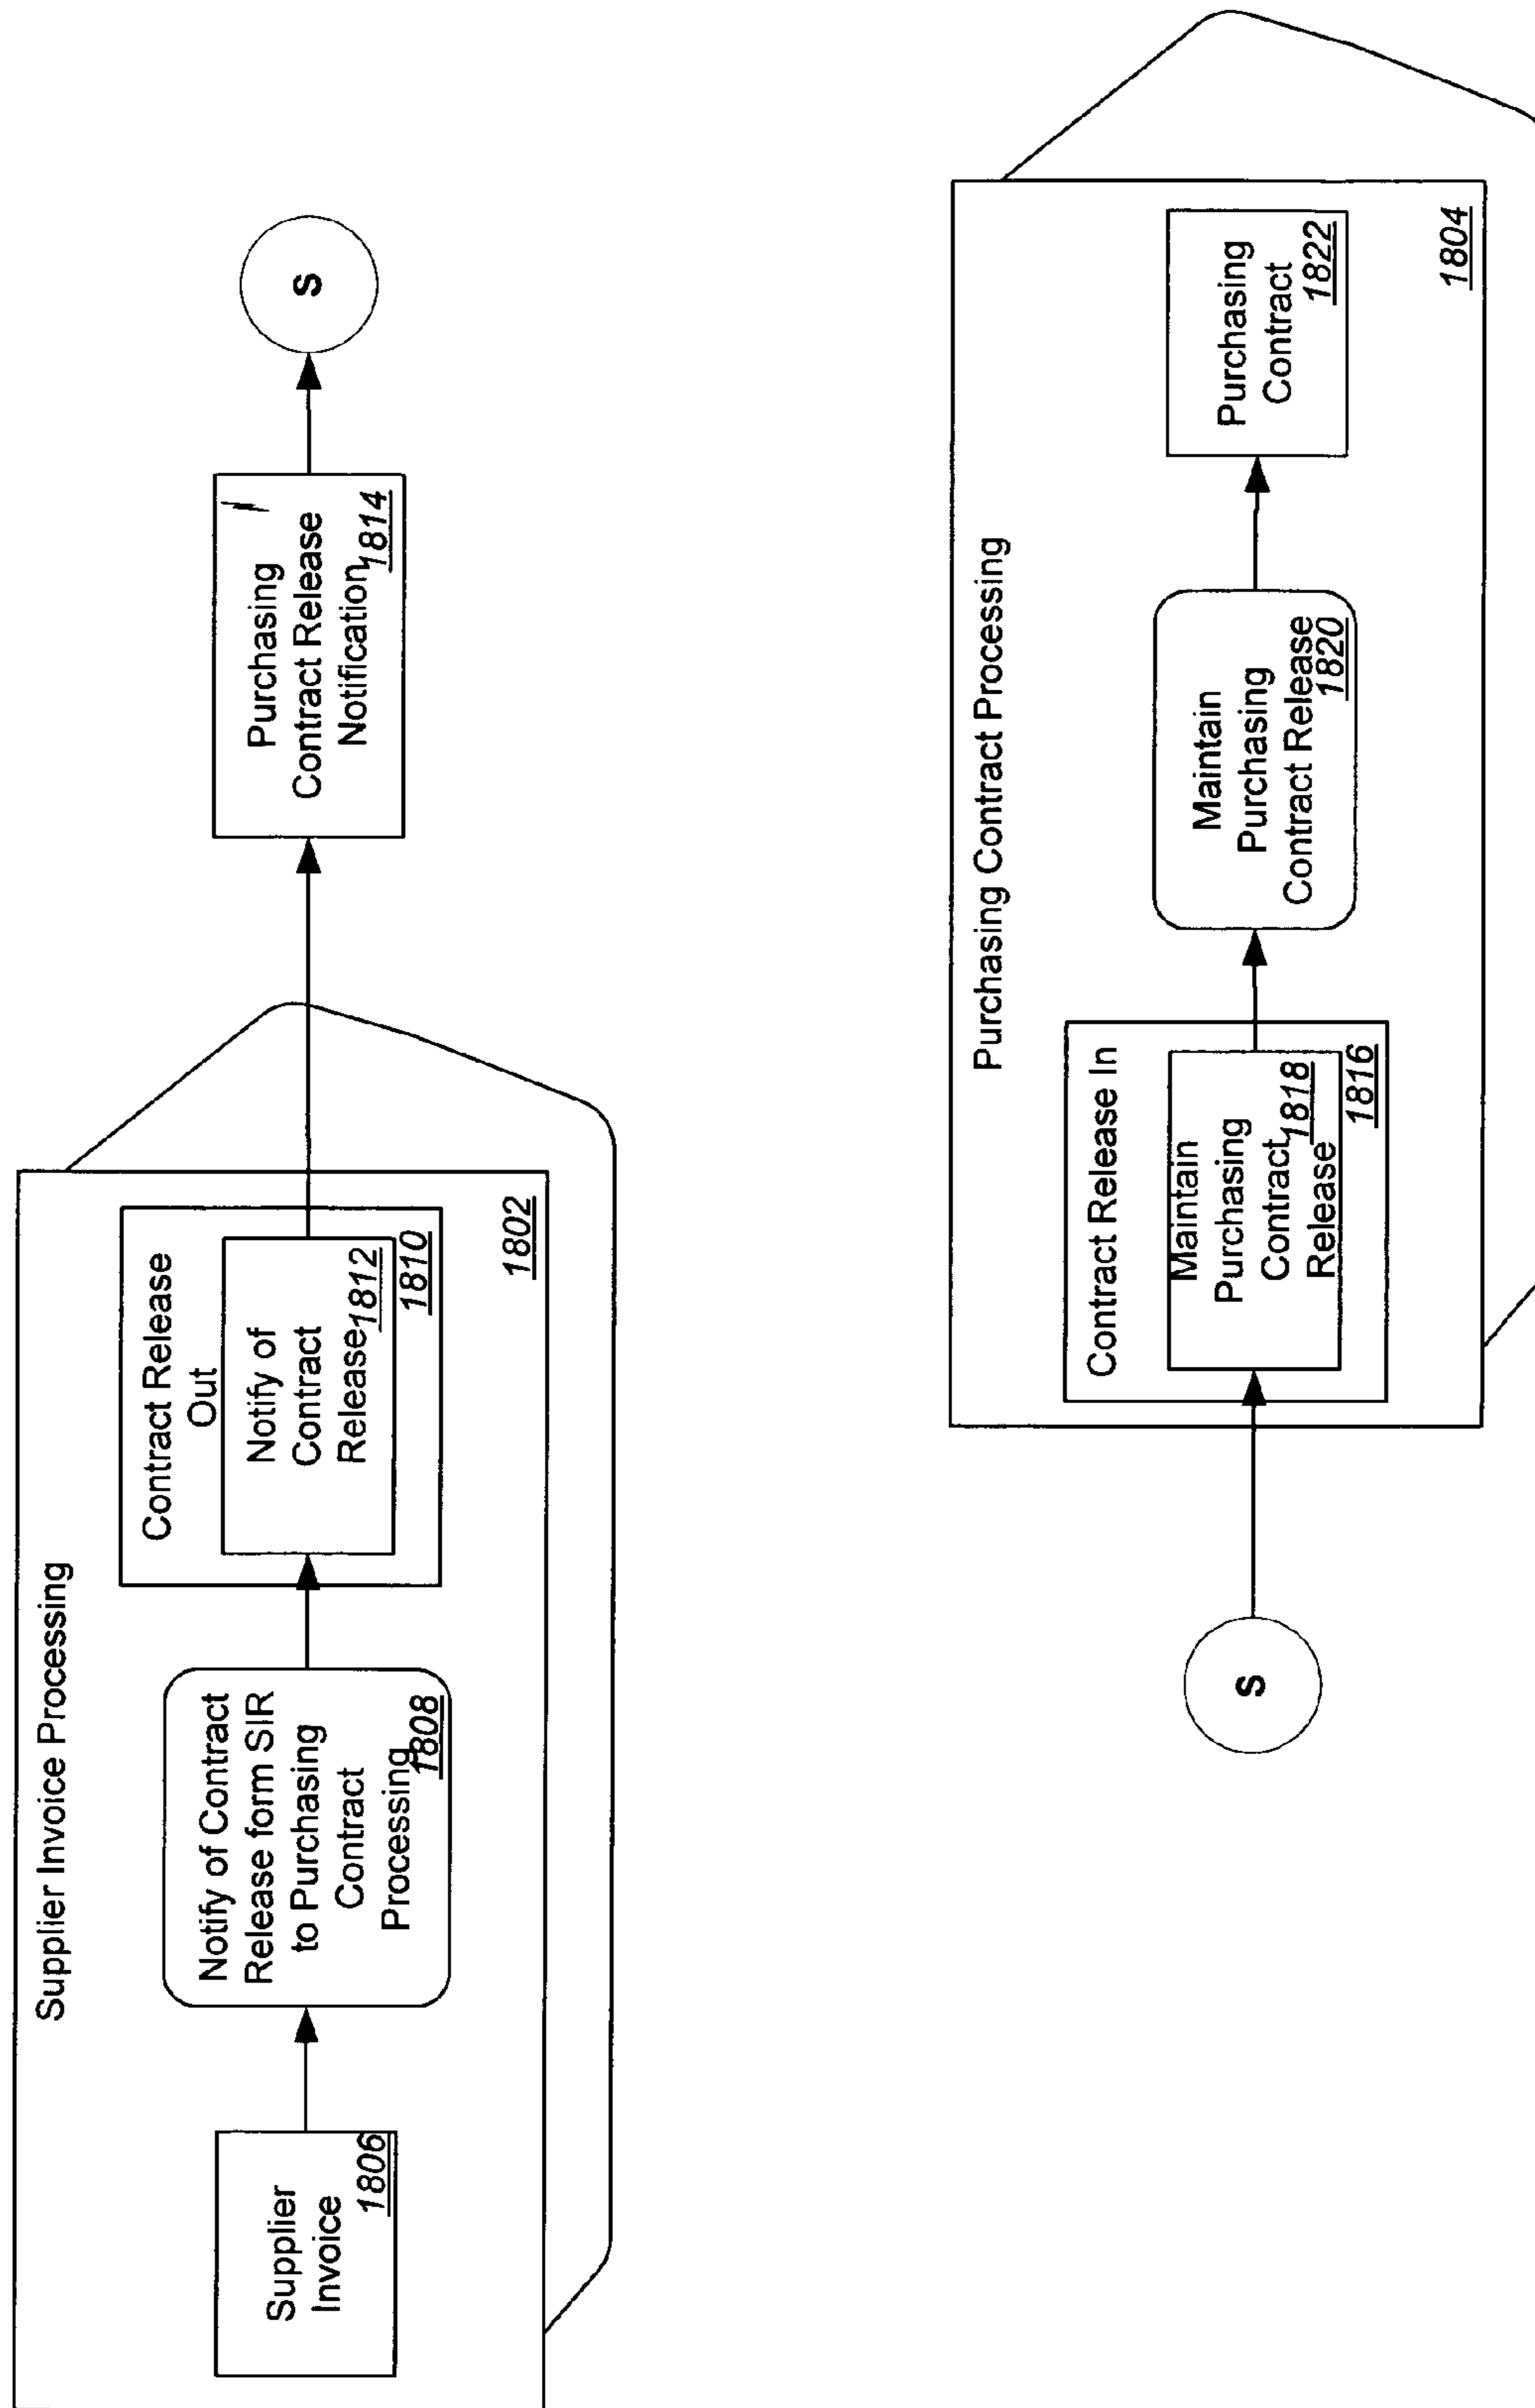 Supplier Invoice Processing
Supplier
Invoice
1806
Notify of Contract
Release form SIR
to Purchasing
Contract
Processing
1808
Contract Release
Out
Notify of
Contract
Release
1812
1810
1802
Purchasing
Contract Release
Notification
1814
S
S
Purchasing Contract Processing
Contract Release In
Maintain
Purchasing
Contract
Release
1818
1816
Maintain
Purchasing
Contract Release
1820
Purchasing
Contract
1822
1804